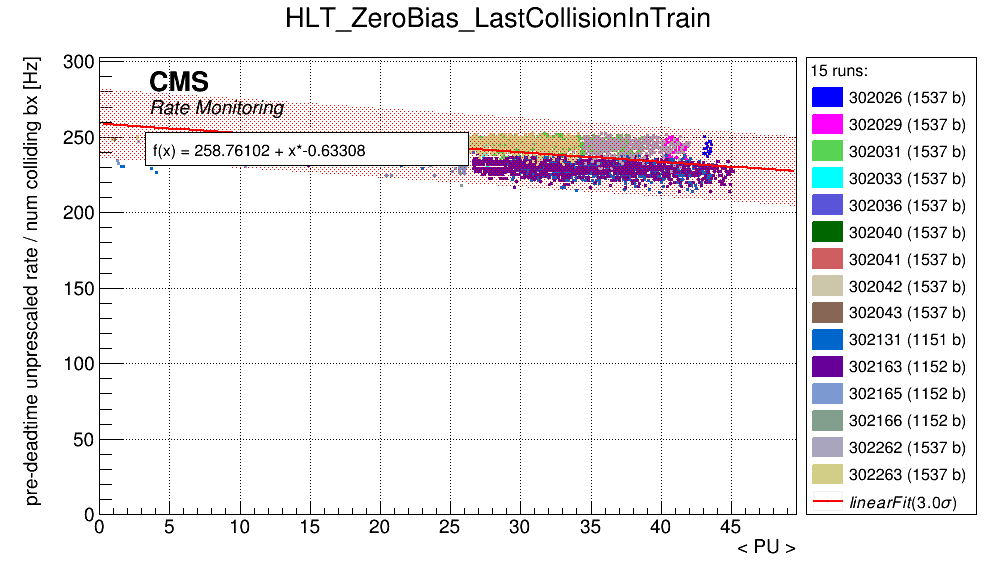 HLT_ZeroBias_LastCollisionInTrain
pre-deadtime unprescaled rate / num colliding bx [Hz]
300
250
200
150
100
50
0
CMS
Rate Monitoring
f(x) = 258.76102 + x*-0.63308
0 5 10 15 20 25 30 35 40 45
< PU >
15 runs:
302026 (1537 b)
302029 (1537 b)
302031 (1537 b)
302033 (1537 b)
302036 (1537 b)
302040 (1537 b)
302041 (1537 b)
302042 (1537 b)
302043 (1537 b)
302131 (1151 b)
302163 (1152 b)
302165 (1152 b)
302166 (1152 b)
302262 (1537 b)
302263 (1537 b)
linearFit(3.0σ)